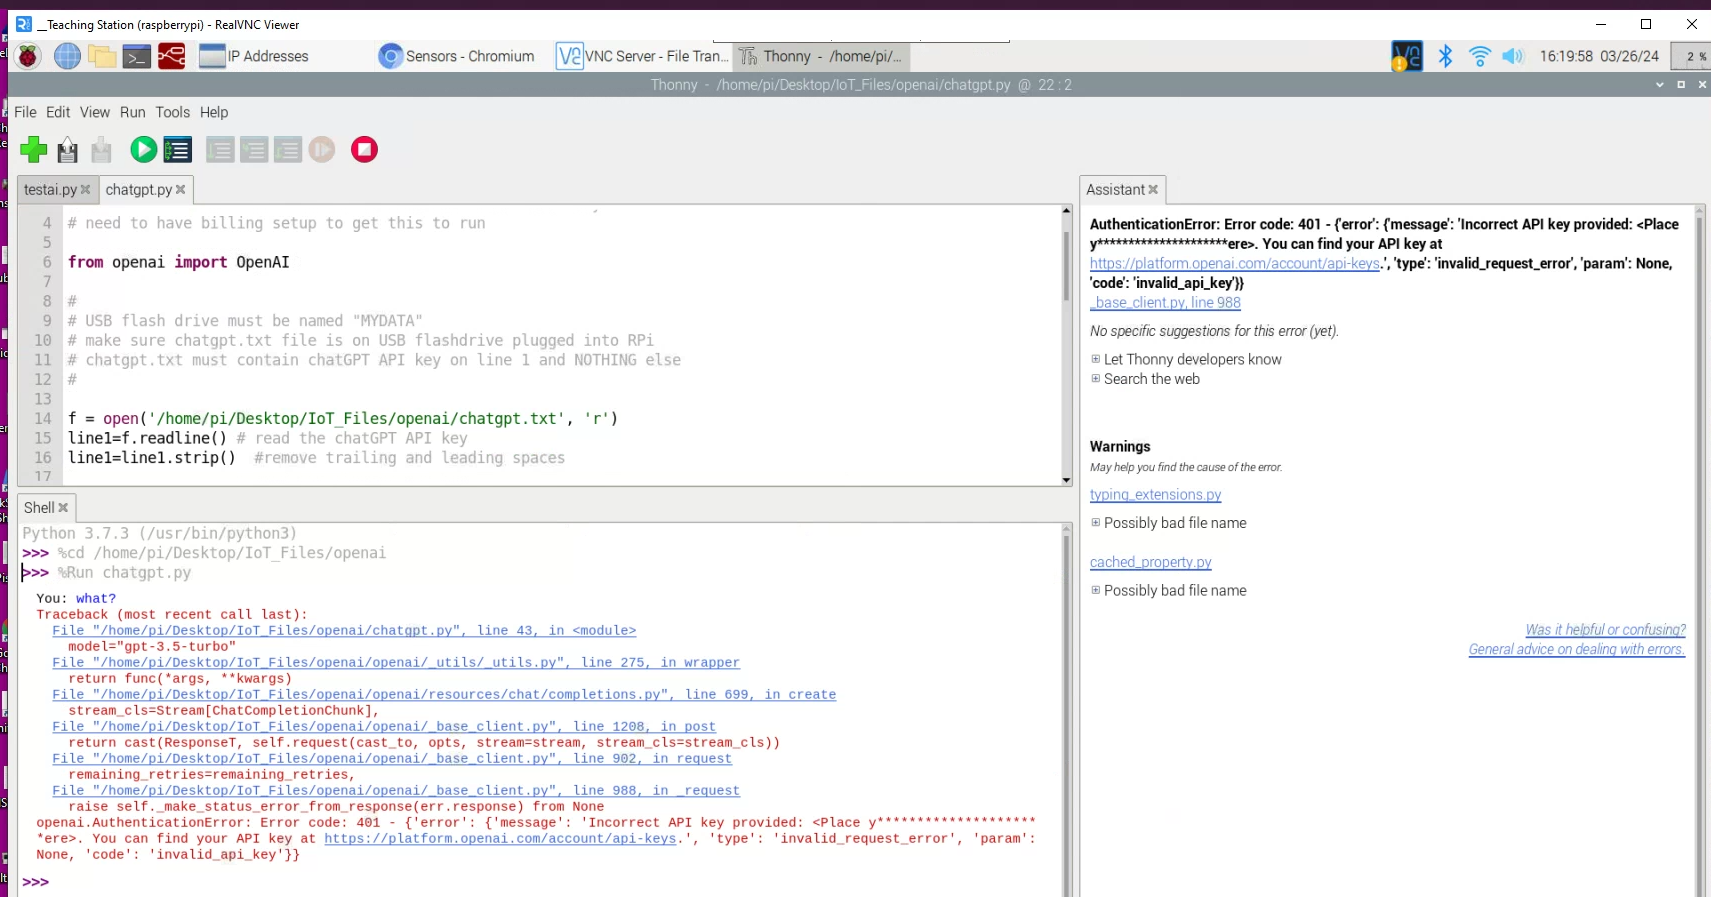 __Teaching Station (raspberrypi) - RealVNC Viewer
IP Addresses
Sensors - Chromium
VNC Server - File Tran...
Thonny - /home/pi/...
16:19:58 03/26/24
2 %
Thonny - /home/pi/Desktop/IoT_Files/openai/chatgpt.py @ 22 : 2
File Edit View Run Tools Help
testai.py
chatgpt.py
4 # need to have billing setup to get this to run
5
6 from openai import OpenAI
7
8 #
9 # USB flash drive must be named "MYDATA"
10 # make sure chatgpt.txt file is on USB flashdrive plugged into RPi
11 # chatgpt.txt must contain chatGPT API key on line 1 and NOTHING else
12 #
13
14 f = open('/home/pi/Desktop/IoT_Files/openai/chatgpt.txt', 'r')
15 line1=f.readline() # read the chatGPT API key
16 line1=line1.strip()  #remove trailing and leading spaces
17
Shell
Python 3.7.3 (/usr/bin/python3)
>>> %cd /home/pi/Desktop/IoT_Files/openai
>>> %Run chatgpt.py
You: what?
Traceback (most recent call last):
File "/home/pi/Desktop/IoT_Files/openai/chatgpt.py", line 43, in <module>
model="gpt-3.5-turbo"
File "/home/pi/Desktop/IoT_Files/openai/openai/_utils/_utils.py", line 275, in wrapper
return func(*args, **kwargs)
File "/home/pi/Desktop/IoT_Files/openai/openai/resources/chat/completions.py", line 699, in create
stream_cls=Stream[ChatCompletionChunk],
File "/home/pi/Desktop/IoT_Files/openai/openai/_base_client.py", line 1208, in post
return cast(ResponseT, self.request(cast_to, opts, stream=stream, stream_cls=stream_cls))
File "/home/pi/Desktop/IoT_Files/openai/openai/_base_client.py", line 902, in request
remaining_retries=remaining_retries,
File "/home/pi/Desktop/IoT_Files/openai/openai/_base_client.py", line 988, in _request
raise self._make_status_error_from_response(err.response) from None
openai.AuthenticationError: Error code: 401 - {'error': {'message': 'Incorrect API key provided: <Place y********************
*ere>. You can find your API key at https://platform.openai.com/account/api-keys.', 'type': 'invalid_request_error', 'param':
None, 'code': 'invalid_api_key'}}
>>>
Assistant
AuthenticationError: Error code: 401 - {'error': {'message': 'Incorrect API key provided: <Place
y*********************ere>. You can find your API key at
https://platform.openai.com/account/api-keys.', 'type': 'invalid_request_error', 'param': None,
'code': 'invalid_api_key'}}
_base_client.py, line 988
No specific suggestions for this error (yet).
Let Thonny developers know
Search the web
Warnings
May help you find the cause of the error.
typing_extensions.py
Possibly bad file name
cached_property.py
Possibly bad file name
Was it helpful or confusing?
General advice on dealing with errors.